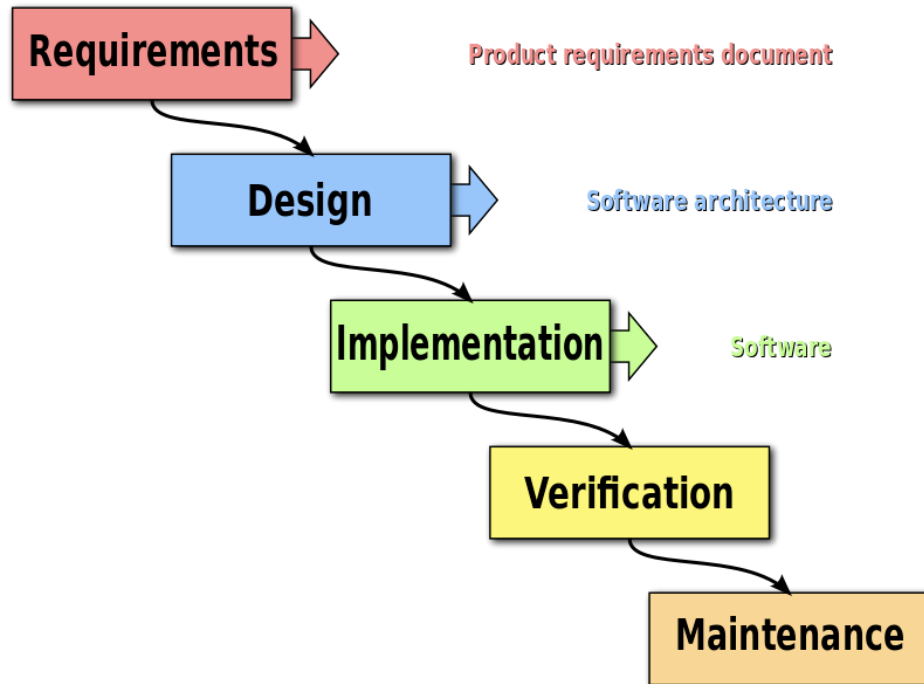 Requirements
Product requirements document
Design
Software architecture
Implementation
Software
Verification
Maintenance